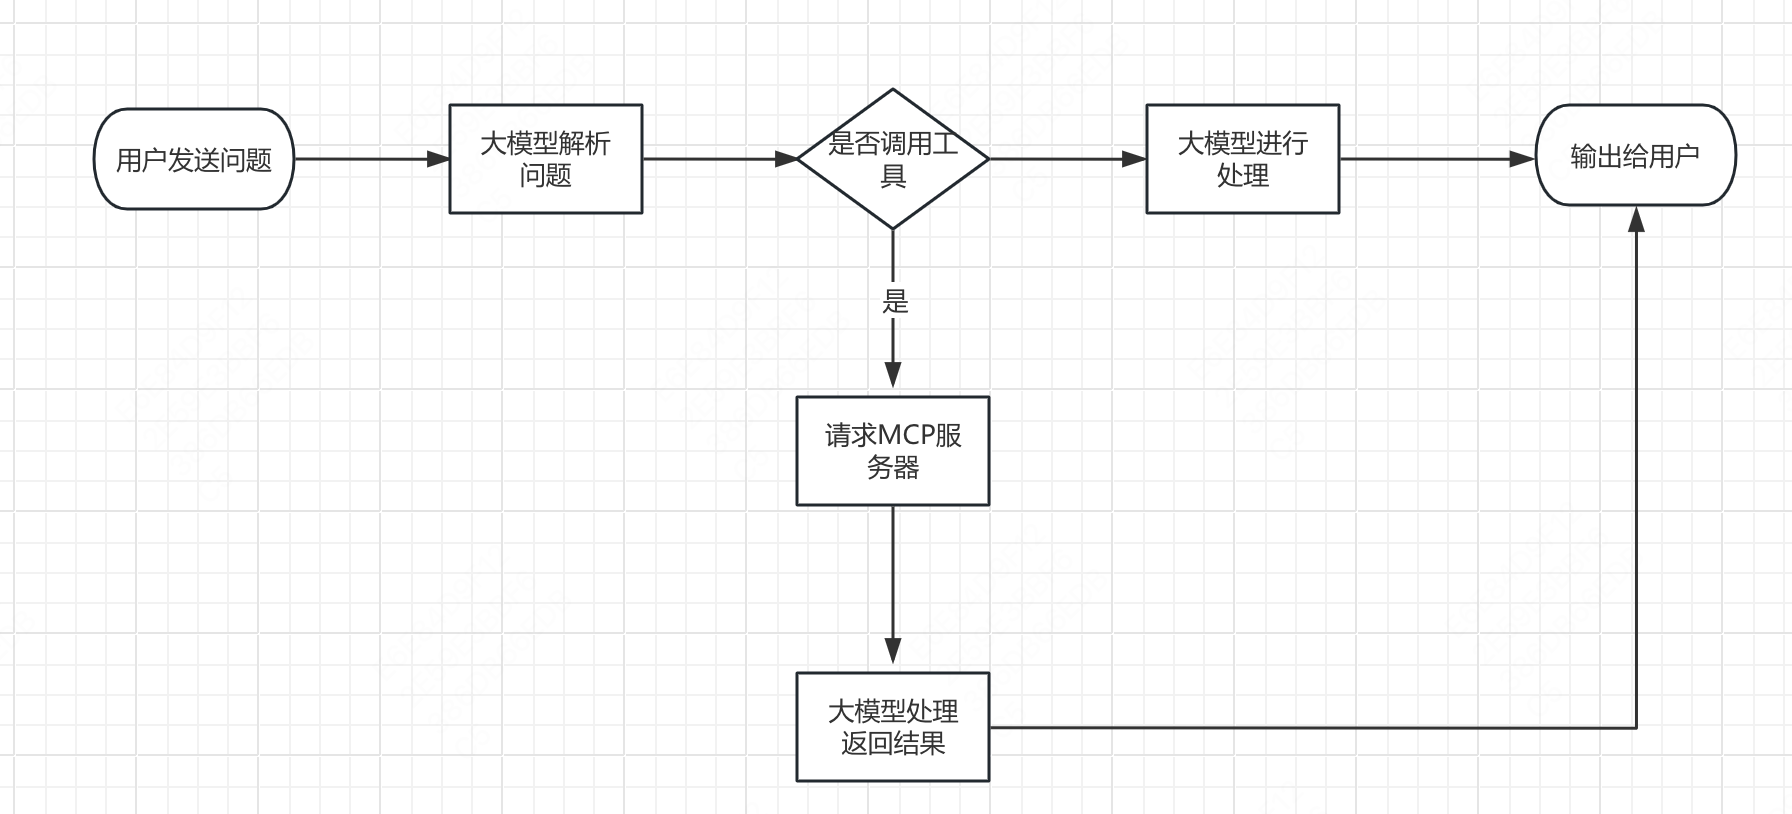 用户发送问题
大模型解析
问题
是否调用工
具
大模型进行
处理
输出给用户
是
请求MCP服
务器
大模型处理
返回结果